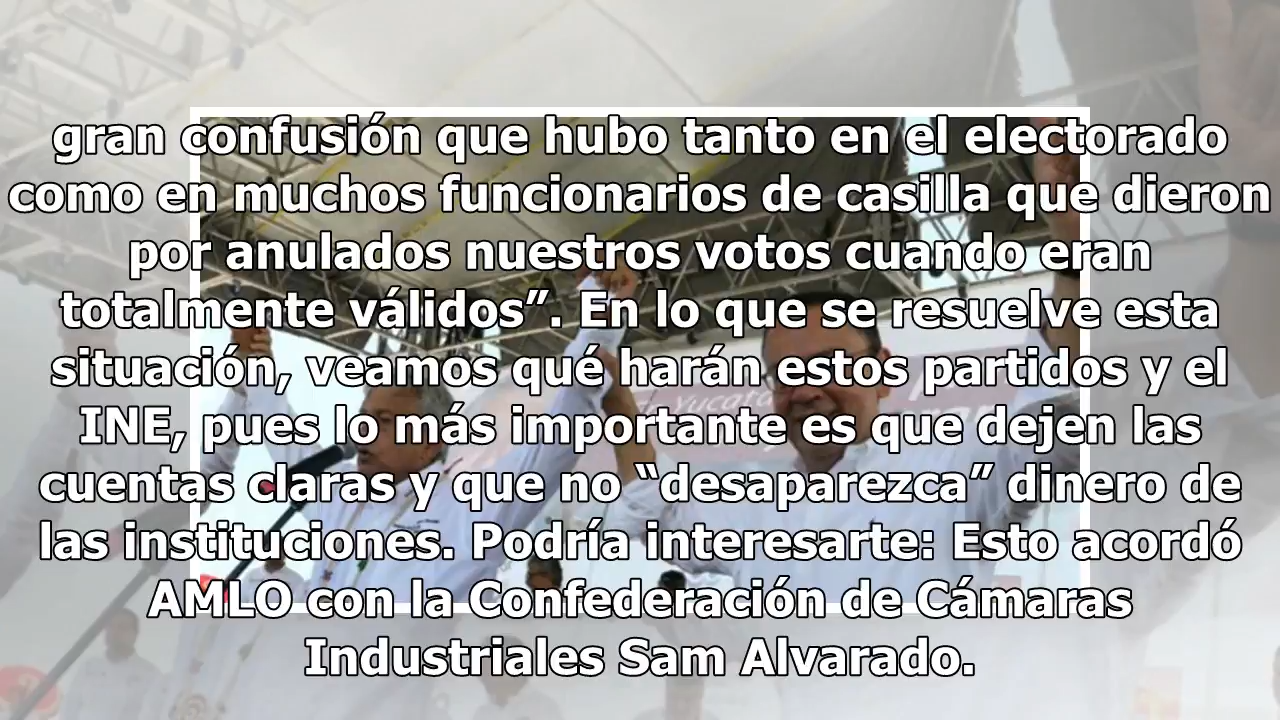 gran confusión que hubo tanto en el electorado
como en muchos funcionarios de casilla que dieron
por anulados nuestros votos cuando eran
totalmente válidos”. En lo que se resuelve esta
situación, veamos qué harán estos partidos y el
INE, pues lo más importante es que dejen las
cuentas claras y que no “desaparezca” dinero de
las instituciones. Podría interesarte: Esto acordó
AMLO con la Confederación de Cámaras
Industriales Sam Alvarado.